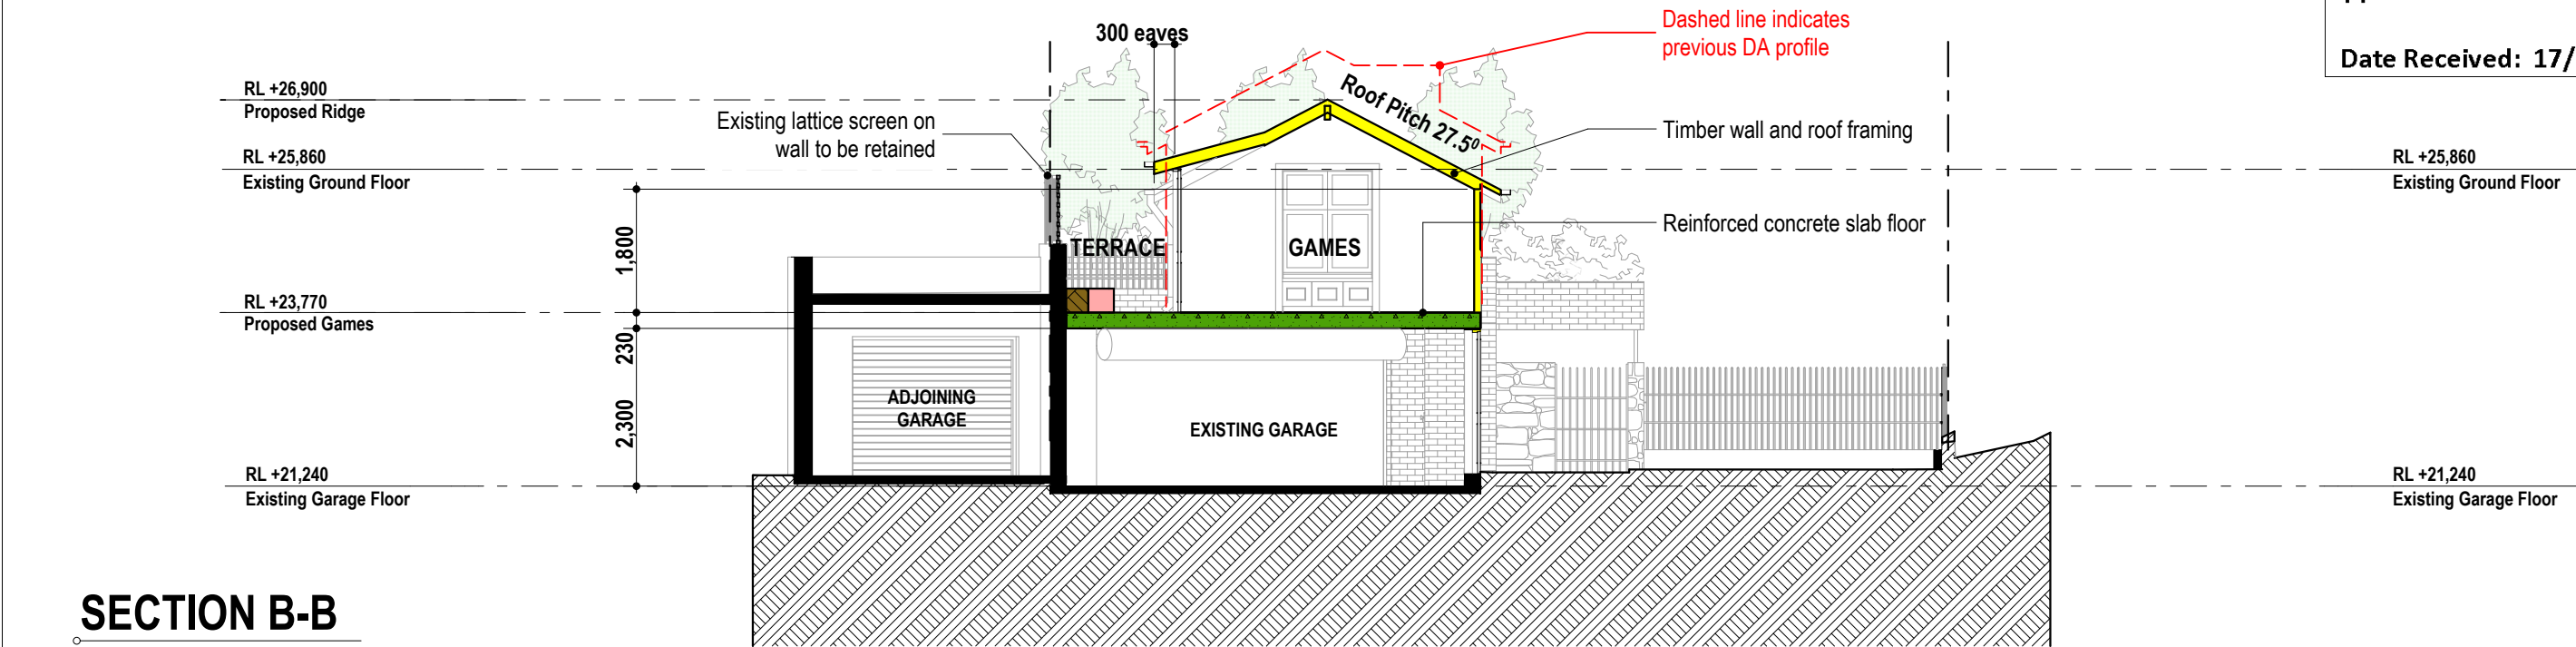 Date Received: 17/
300 eaves
Dashed line indicates
previous DA profile
RL +26,900
Proposed Ridge
Roof Pitch 27.5⁰
Existing lattice screen on
wall to be retained
Timber wall and roof framing
RL +25,860
Existing Ground Floor
RL +25,860
Existing Ground Floor
Reinforced concrete slab floor
1,800
TERRACE
GAMES
RL +23,770
Proposed Games
230
ADJOINING
GARAGE
2,300
EXISTING GARAGE
RL +21,240
Existing Garage Floor
RL +21,240
Existing Garage Floor
SECTION B-B